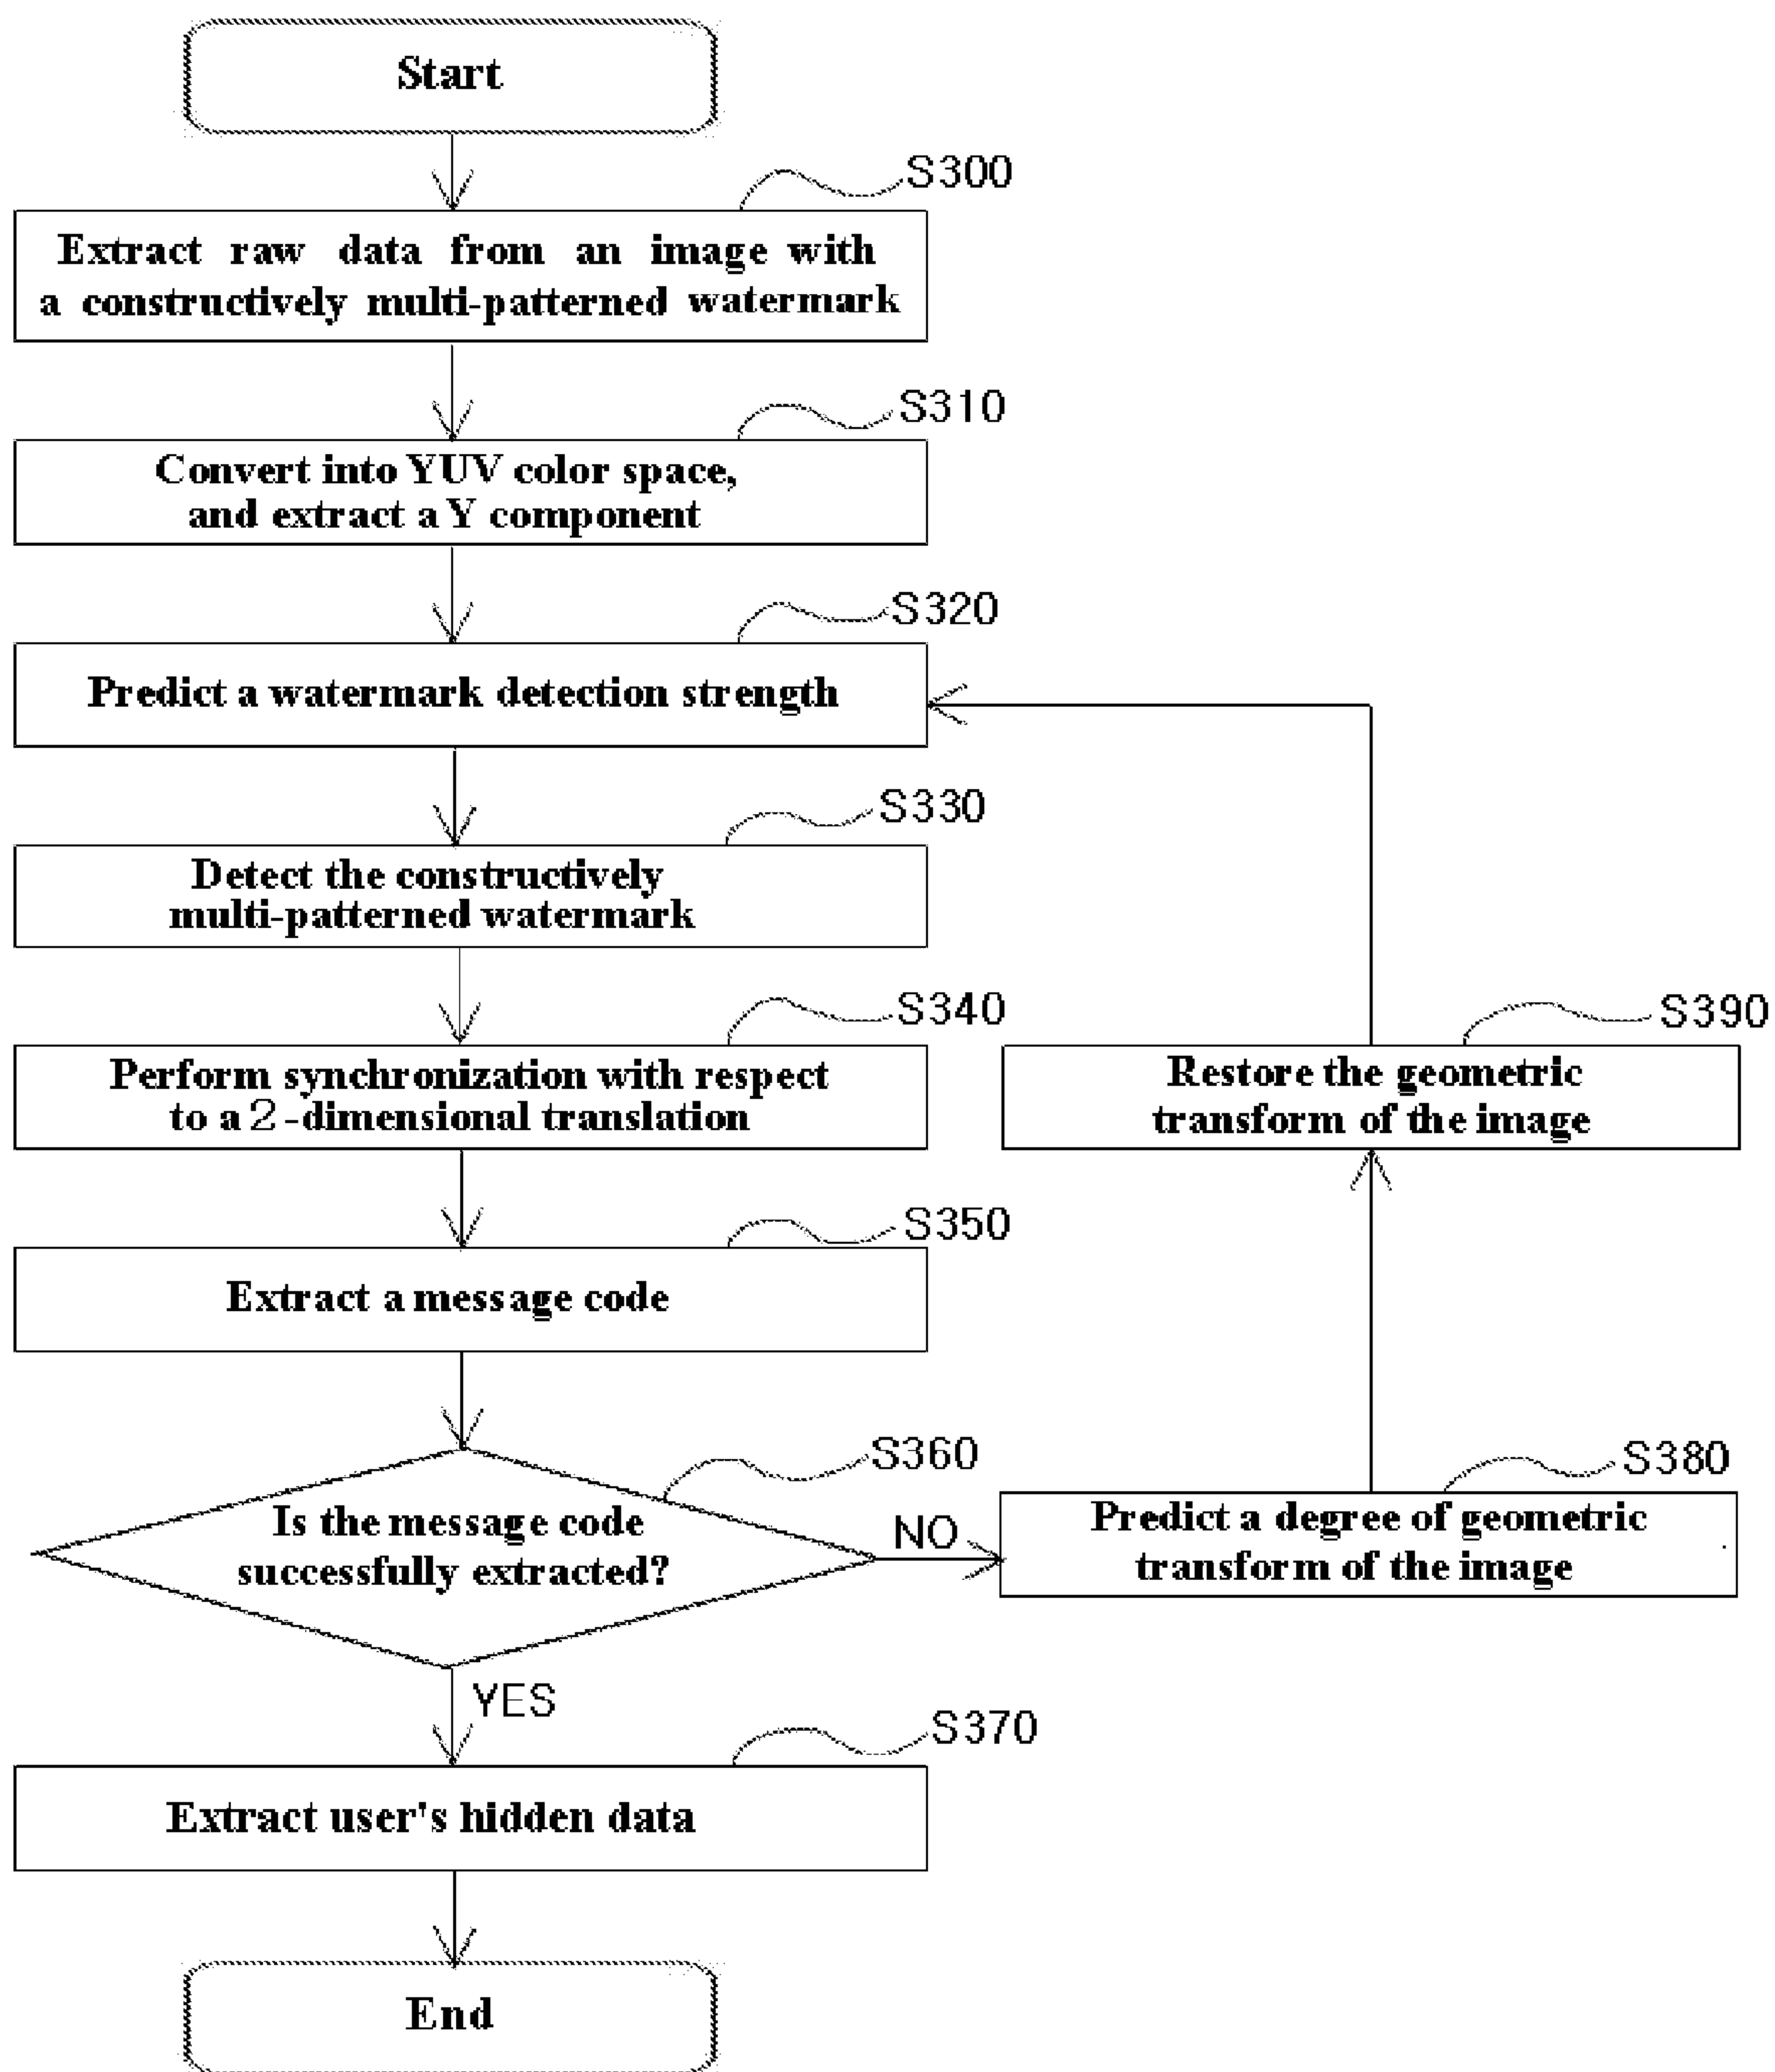 Start
S300
Extract raw data from an image with
a constructively multi-patterned watermark
S310
Convert into YUV color space,
and extract a Y component
S320
Predict a watermark detection strength
S330
Detect the constructively
multi-patterned watermark
S340
Perform synchronization with respect
to a 2-dimensional translation
S390
Restore the geometric
transform of the image
S350
Extract a message code
S360
Is the message code
successfully extracted?
NO
S380
Predict a degree of geometric
transform of the image
YES
S370
Extract user's hidden data
End